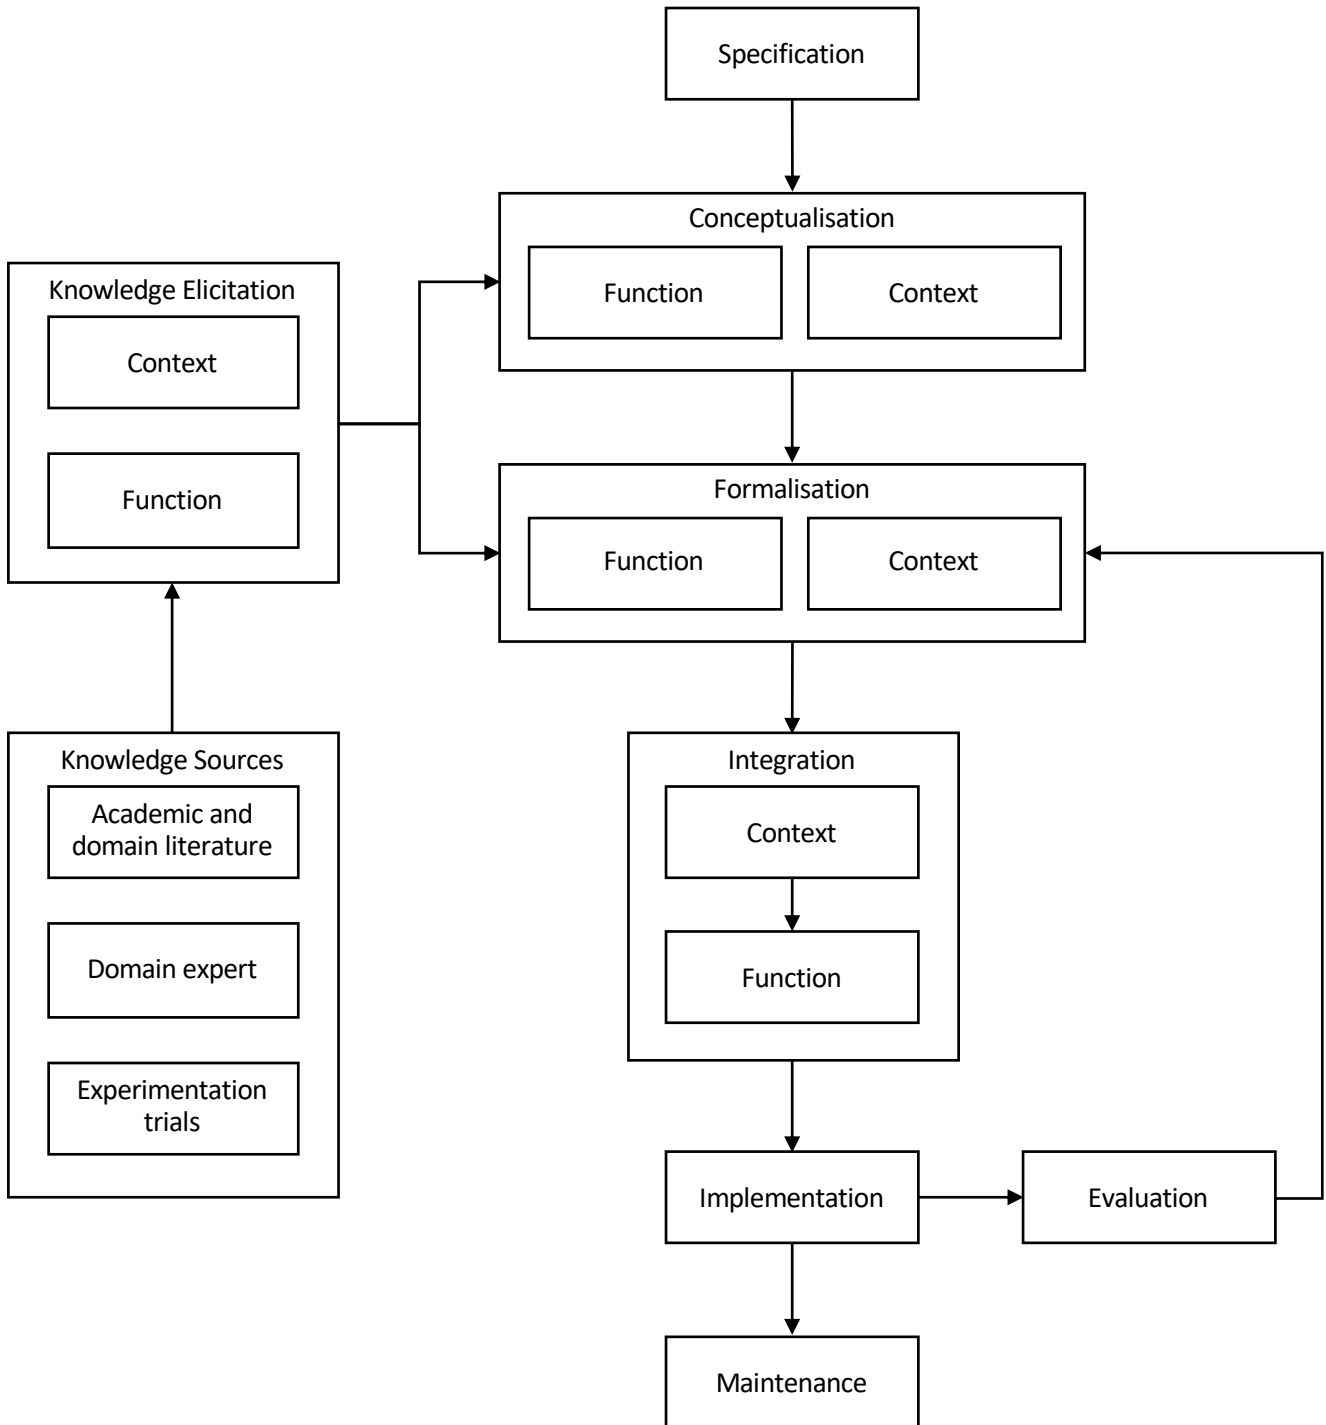 Specification
Conceptualisation
Function
Context
Knowledge Elicitation
Context
Function
Formalisation
Function
Context
Knowledge Sources
Academic and
domain literature
Domain expert
Experimentation
trials
Integration
Context
Function
Implementation
Evaluation
Maintenance